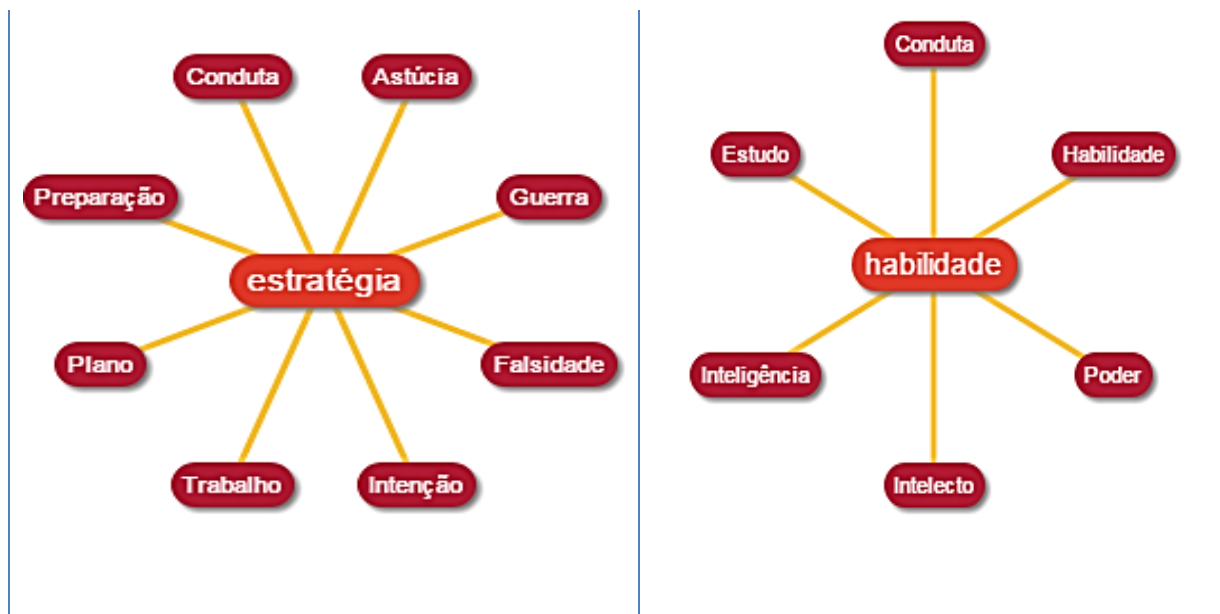 Conduta
Astúcia
Preparação
Guerra
estratégia
Plano
Falsidade
Trabalho
Intenção
Conduta
Estudo
Habilidade
habilidade
Inteligência
Poder
Intelecto